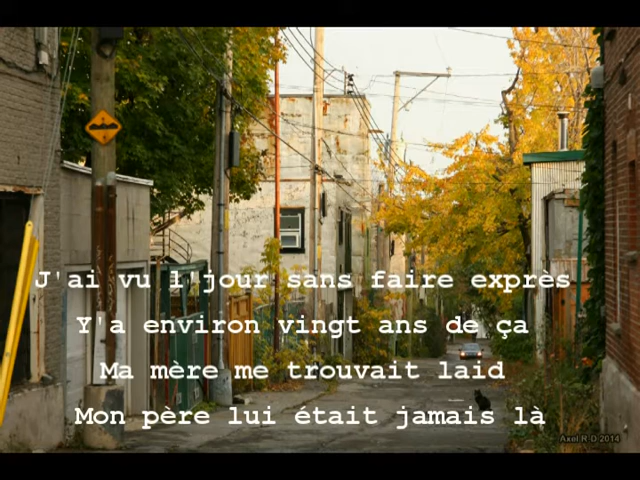 J'ai vu l'jour sans faire exprès
Y'a environ vingt ans de ça
Ma mère me trouvait laid
Mon père lui était jamais là
Axel R-D 2014